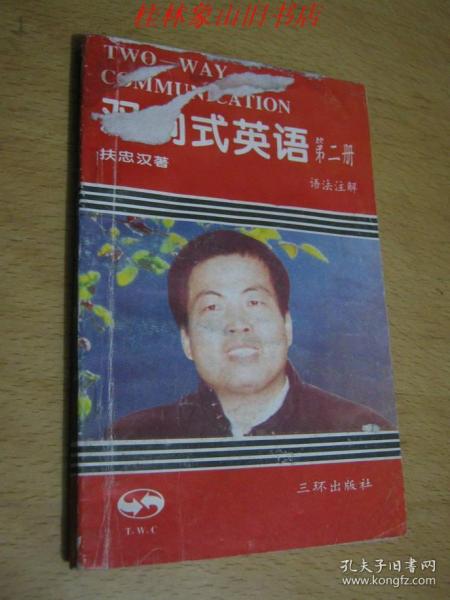 桂林象山旧书店
TWO-WAY
COMMUNICATION
双向式英语 第二册
扶忠汉著
语法注解
三环出版社
T.W.C
孔夫子旧书网
www.kongfz.com